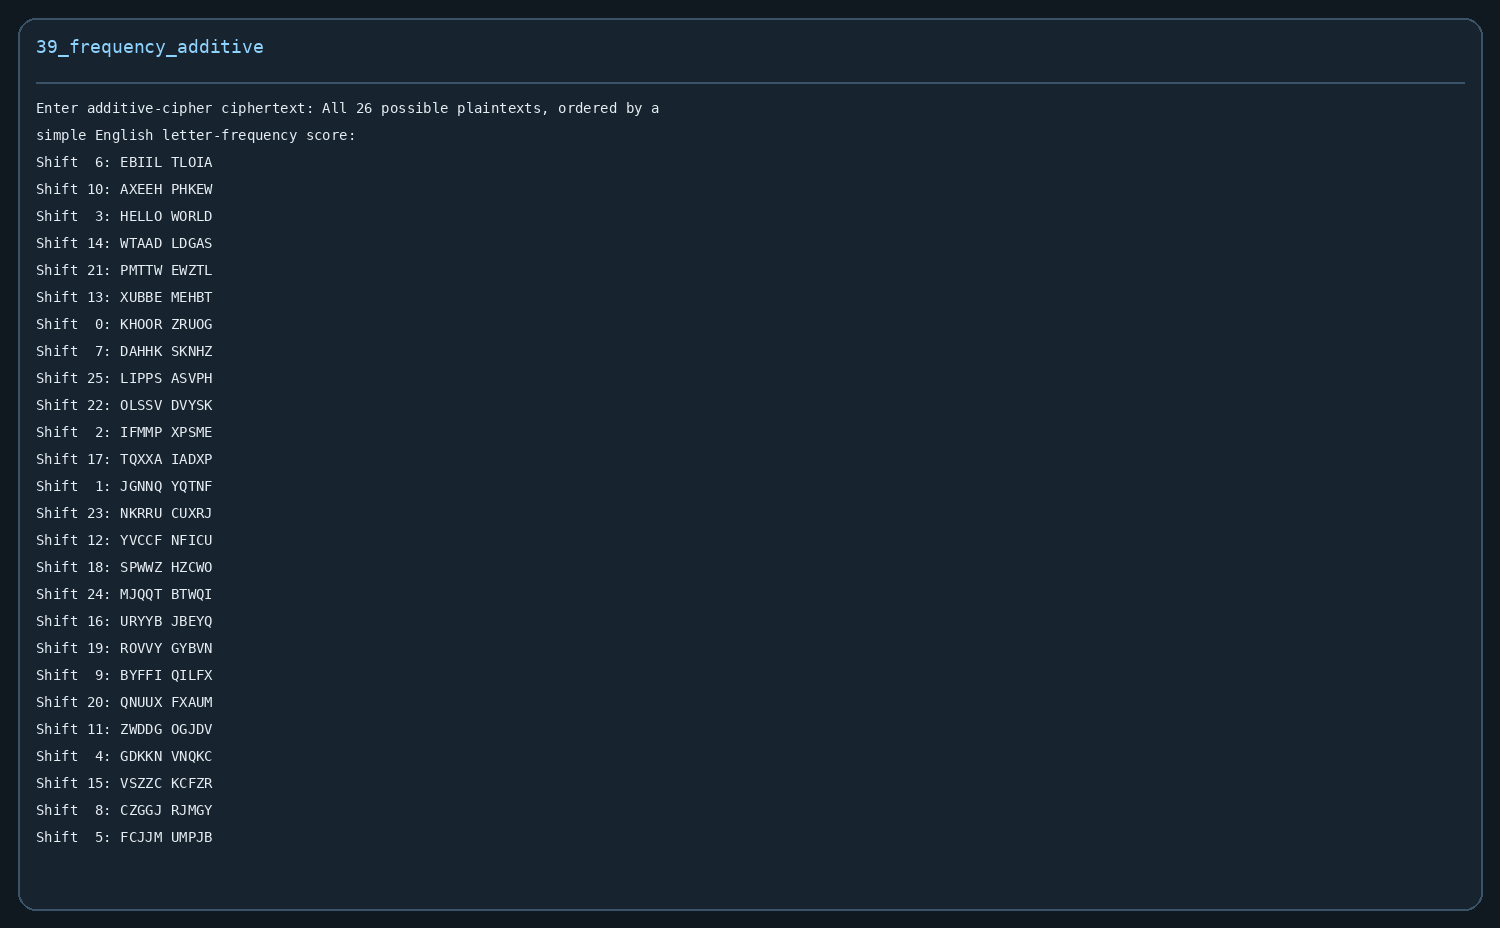 39_frequency_additive
Enter additive-cipher ciphertext: All 26 possible plaintexts, ordered by a
simple English letter-frequency score:
Shift  6: EBIIL TLOIA
Shift 10: AXEEH PHKEW
Shift  3: HELLO WORLD
Shift 14: WTAAD LDGAS
Shift 21: PMTTW EWZTL
Shift 13: XUBBE MEHBT
Shift  0: KHOOR ZRUOG
Shift  7: DAHHK SKNHZ
Shift 25: LIPPS ASVPH
Shift 22: OLSSV DVYSK
Shift  2: IFMMP XPSME
Shift 17: TQXXA IADXP
Shift  1: JGNNQ YQTNF
Shift 23: NKRRU CUXRJ
Shift 12: YVCCF NFICU
Shift 18: SPWWZ HZCWO
Shift 24: MJQQT BTWQI
Shift 16: URYYB JBEYQ
Shift 19: ROVVY GYBVN
Shift  9: BYFFI QILFX
Shift 20: QNUUX FXAUM
Shift 11: ZWDDG OGJDV
Shift  4: GDKKN VNQKC
Shift 15: VSZZC KCFZR
Shift  8: CZGGJ RJMGY
Shift  5: FCJJM UMPJB